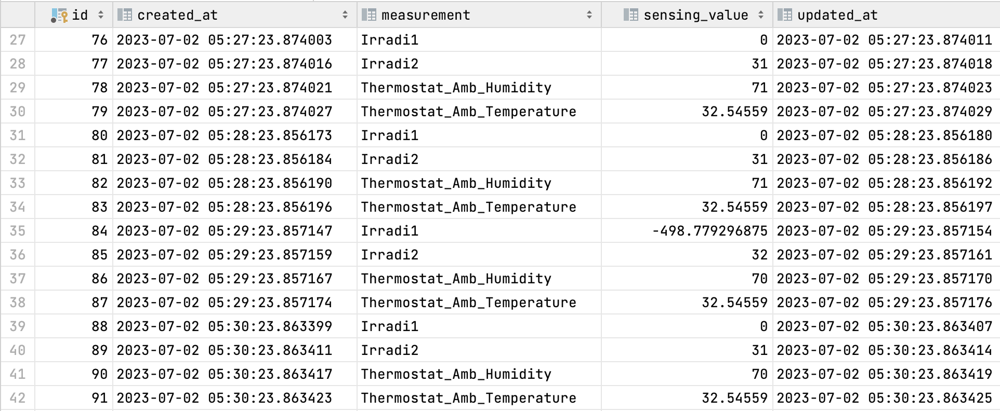 id created_at measurement sensing_value updated_at
27 76 2023-07-02 05:27:23.874003 Irradi1 0 2023-07-02 05:27:23.874011
28 77 2023-07-02 05:27:23.874016 Irradi2 31 2023-07-02 05:27:23.874018
29 78 2023-07-02 05:27:23.874021 Thermostat_Amb_Humidity 71 2023-07-02 05:27:23.874023
30 79 2023-07-02 05:27:23.874027 Thermostat_Amb_Temperature 32.54559 2023-07-02 05:27:23.874029
31 80 2023-07-02 05:28:23.856173 Irradi1 0 2023-07-02 05:28:23.856180
32 81 2023-07-02 05:28:23.856184 Irradi2 31 2023-07-02 05:28:23.856186
33 82 2023-07-02 05:28:23.856190 Thermostat_Amb_Humidity 71 2023-07-02 05:28:23.856192
34 83 2023-07-02 05:28:23.856196 Thermostat_Amb_Temperature 32.54559 2023-07-02 05:28:23.856197
35 84 2023-07-02 05:29:23.857147 Irradi1 -498.779296875 2023-07-02 05:29:23.857154
36 85 2023-07-02 05:29:23.857159 Irradi2 32 2023-07-02 05:29:23.857161
37 86 2023-07-02 05:29:23.857167 Thermostat_Amb_Humidity 70 2023-07-02 05:29:23.857170
38 87 2023-07-02 05:29:23.857174 Thermostat_Amb_Temperature 32.54559 2023-07-02 05:29:23.857176
39 88 2023-07-02 05:30:23.863399 Irradi1 0 2023-07-02 05:30:23.863407
40 89 2023-07-02 05:30:23.863411 Irradi2 31 2023-07-02 05:30:23.863414
41 90 2023-07-02 05:30:23.863417 Thermostat_Amb_Humidity 70 2023-07-02 05:30:23.863419
42 91 2023-07-02 05:30:23.863423 Thermostat_Amb_Temperature 32.54559 2023-07-02 05:30:23.863425